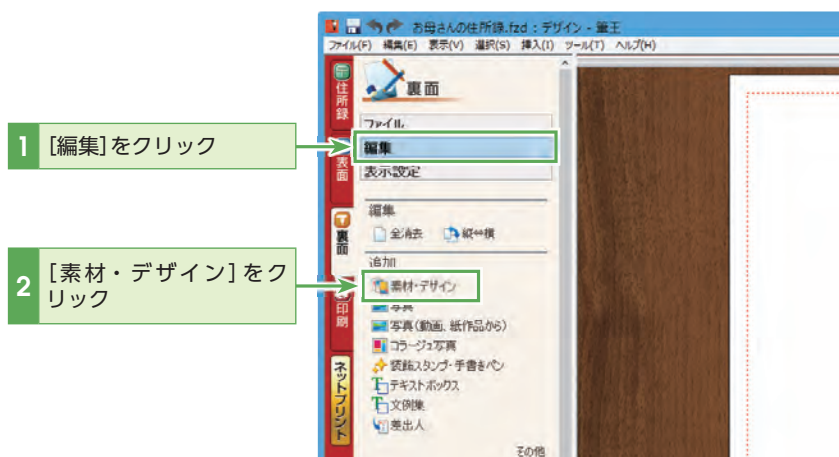 お母さんの住所録.fzd : デザイン - 筆王
ファイル(F) 編集(E) 表示(V) 選択(S) 挿入(I) ツール(T) ヘルプ(H)
住所録
裏面
ファイル
1 [編集]をクリック
編集
表面
表示設定
編集
裏面
全消去 縦⇔横
追加
2 [素材・デザイン]をク
リック
素材・デザイン
印刷
写真
写真(動画、紙作品から)
コラージュ写真
装飾スタンプ・手書きペン
ネットプリント
テキストボックス
文例集
差出人
その他